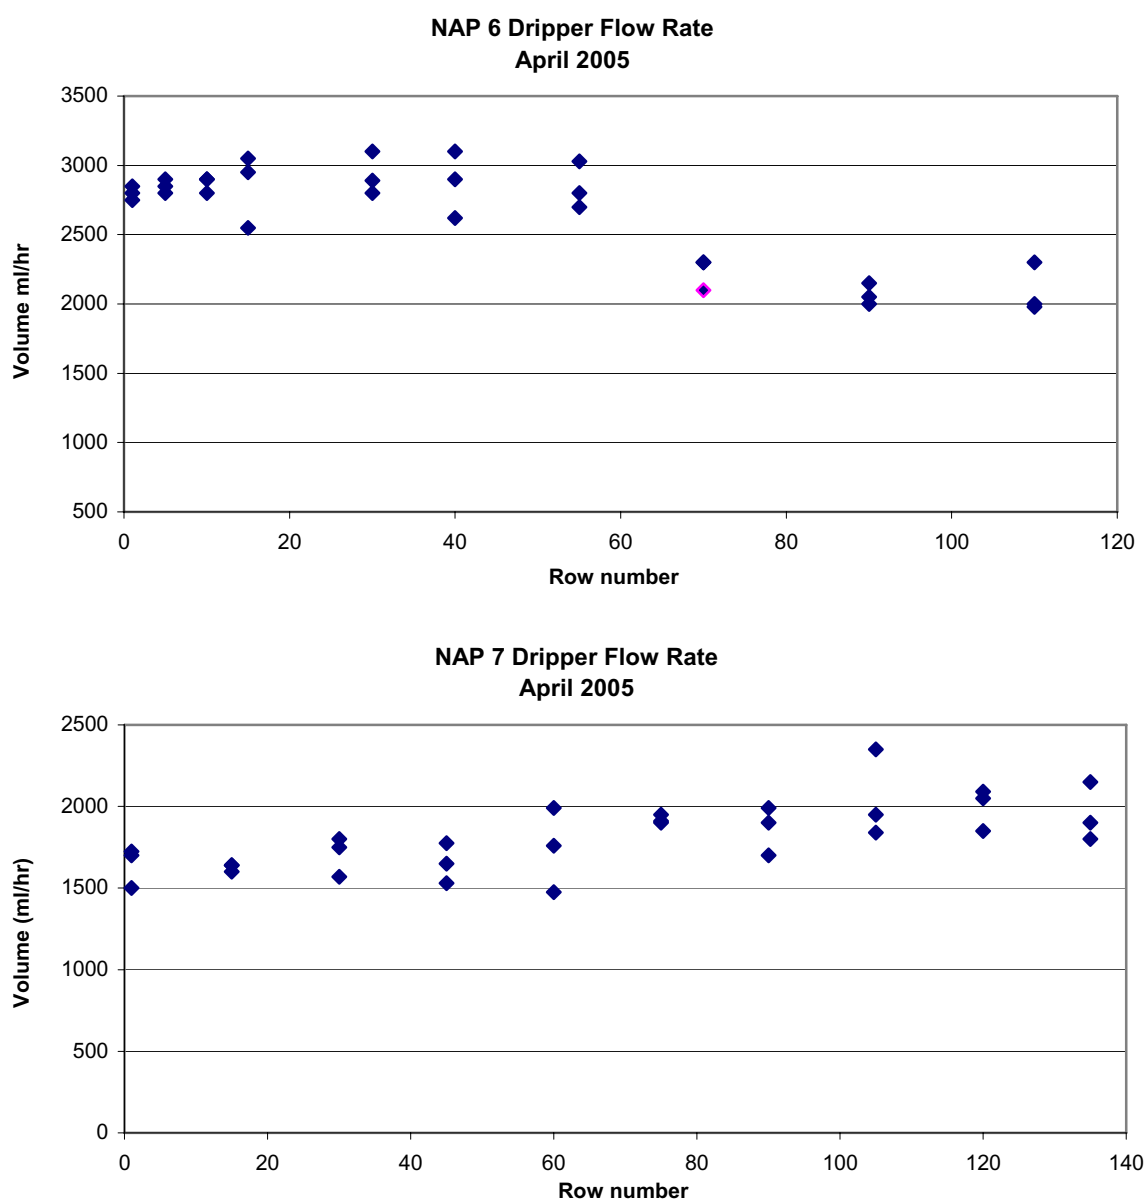 NAP 6 Dripper Flow Rate
April 2005
3500
3000
2500
2000
1500
1000
500
Volume ml/hr
0 20 40 60 80 100 120
Row number
NAP 7 Dripper Flow Rate
April 2005
2500
2000
1500
1000
500
0
Volume (ml/hr)
0 20 40 60 80 100 120 140
Row number